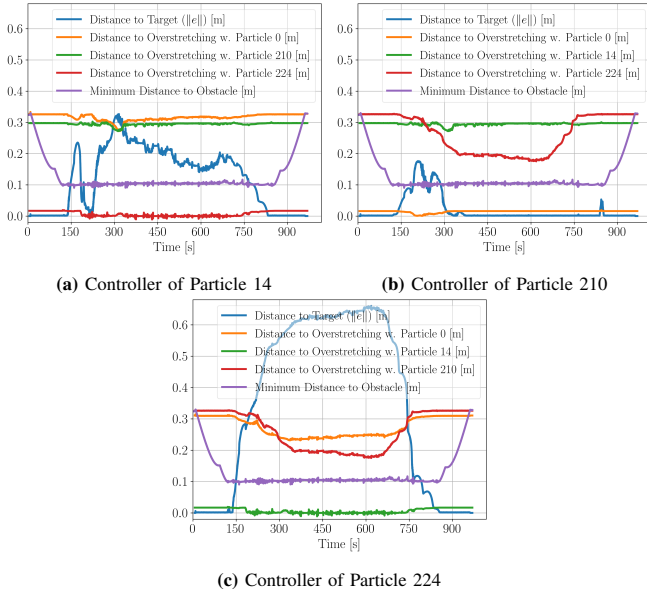 Distance to Target (‖e‖) [m]
Distance to Overstretching w. Particle 0 [m]
Distance to Overstretching w. Particle 210 [m]
Distance to Overstretching w. Particle 224 [m]
Minimum Distance to Obstacle [m]
0.6
0.5
0.4
0.3
0.2
0.1
0.0
0 150 300 450 600 750 900
Time [s]
(a) Controller of Particle 14
Distance to Target (‖e‖) [m]
Distance to Overstretching w. Particle 0 [m]
Distance to Overstretching w. Particle 14 [m]
Distance to Overstretching w. Particle 224 [m]
Minimum Distance to Obstacle [m]
0.6
0.5
0.4
0.3
0.2
0.1
0.0
0 150 300 450 600 750 900
Time [s]
(b) Controller of Particle 210
Distance to Target (‖e‖) [m]
Distance to Overstretching w. Particle 0 [m]
Distance to Overstretching w. Particle 14 [m]
Distance to Overstretching w. Particle 210 [m]
Minimum Distance to Obstacle [m]
0.6
0.5
0.4
0.3
0.2
0.1
0.0
0 150 300 450 600 750 900
Time [s]
(c) Controller of Particle 224